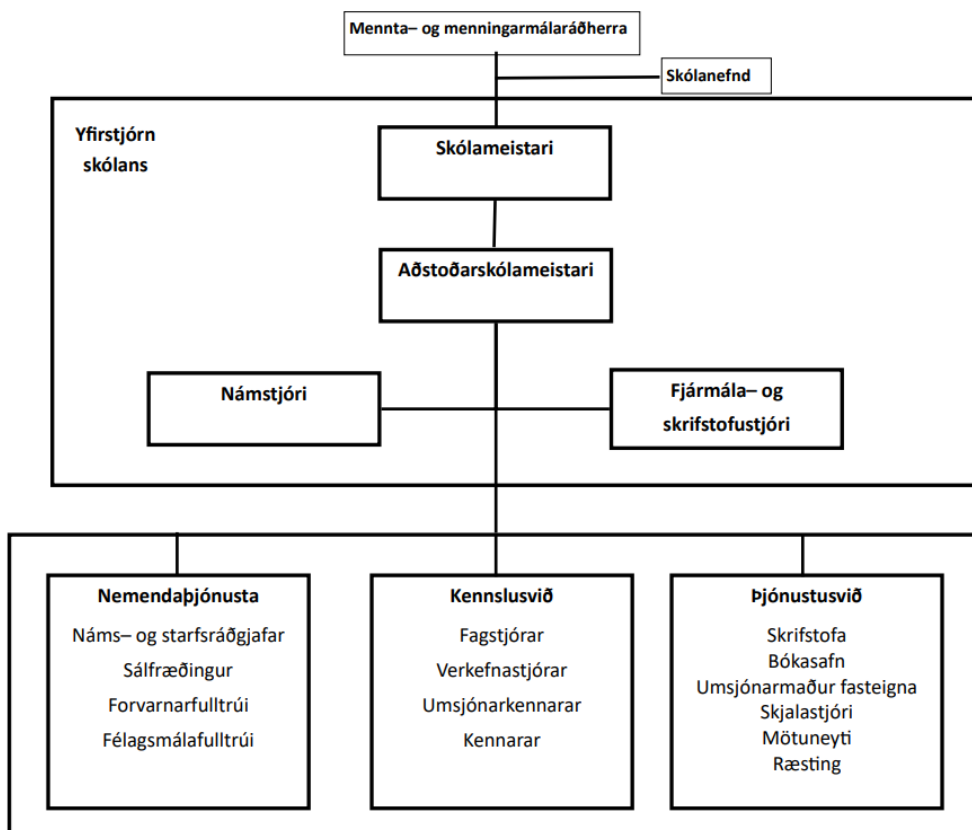 Mennta– og menningarmálaráðherra
Skólanefnd
Yfirstjórn
skólans
Skólameistari
Aðstoðarskólameistari
Námstjóri
Fjármála– og
skrifstofustjóri
Nemendaþjónusta
Náms– og starfsráðgjafar
Sálfræðingur
Forvarnarfulltrúi
Félagsmálafulltrúi
Kennslusvið
Fagstjórar
Verkefnastjórar
Umsjónarkennarar
Kennarar
Þjónustusvið
Skrifstofa
Bókasafn
Umsjónarmaður fasteigna
Skjalastjóri
Mötuneyti
Ræsting